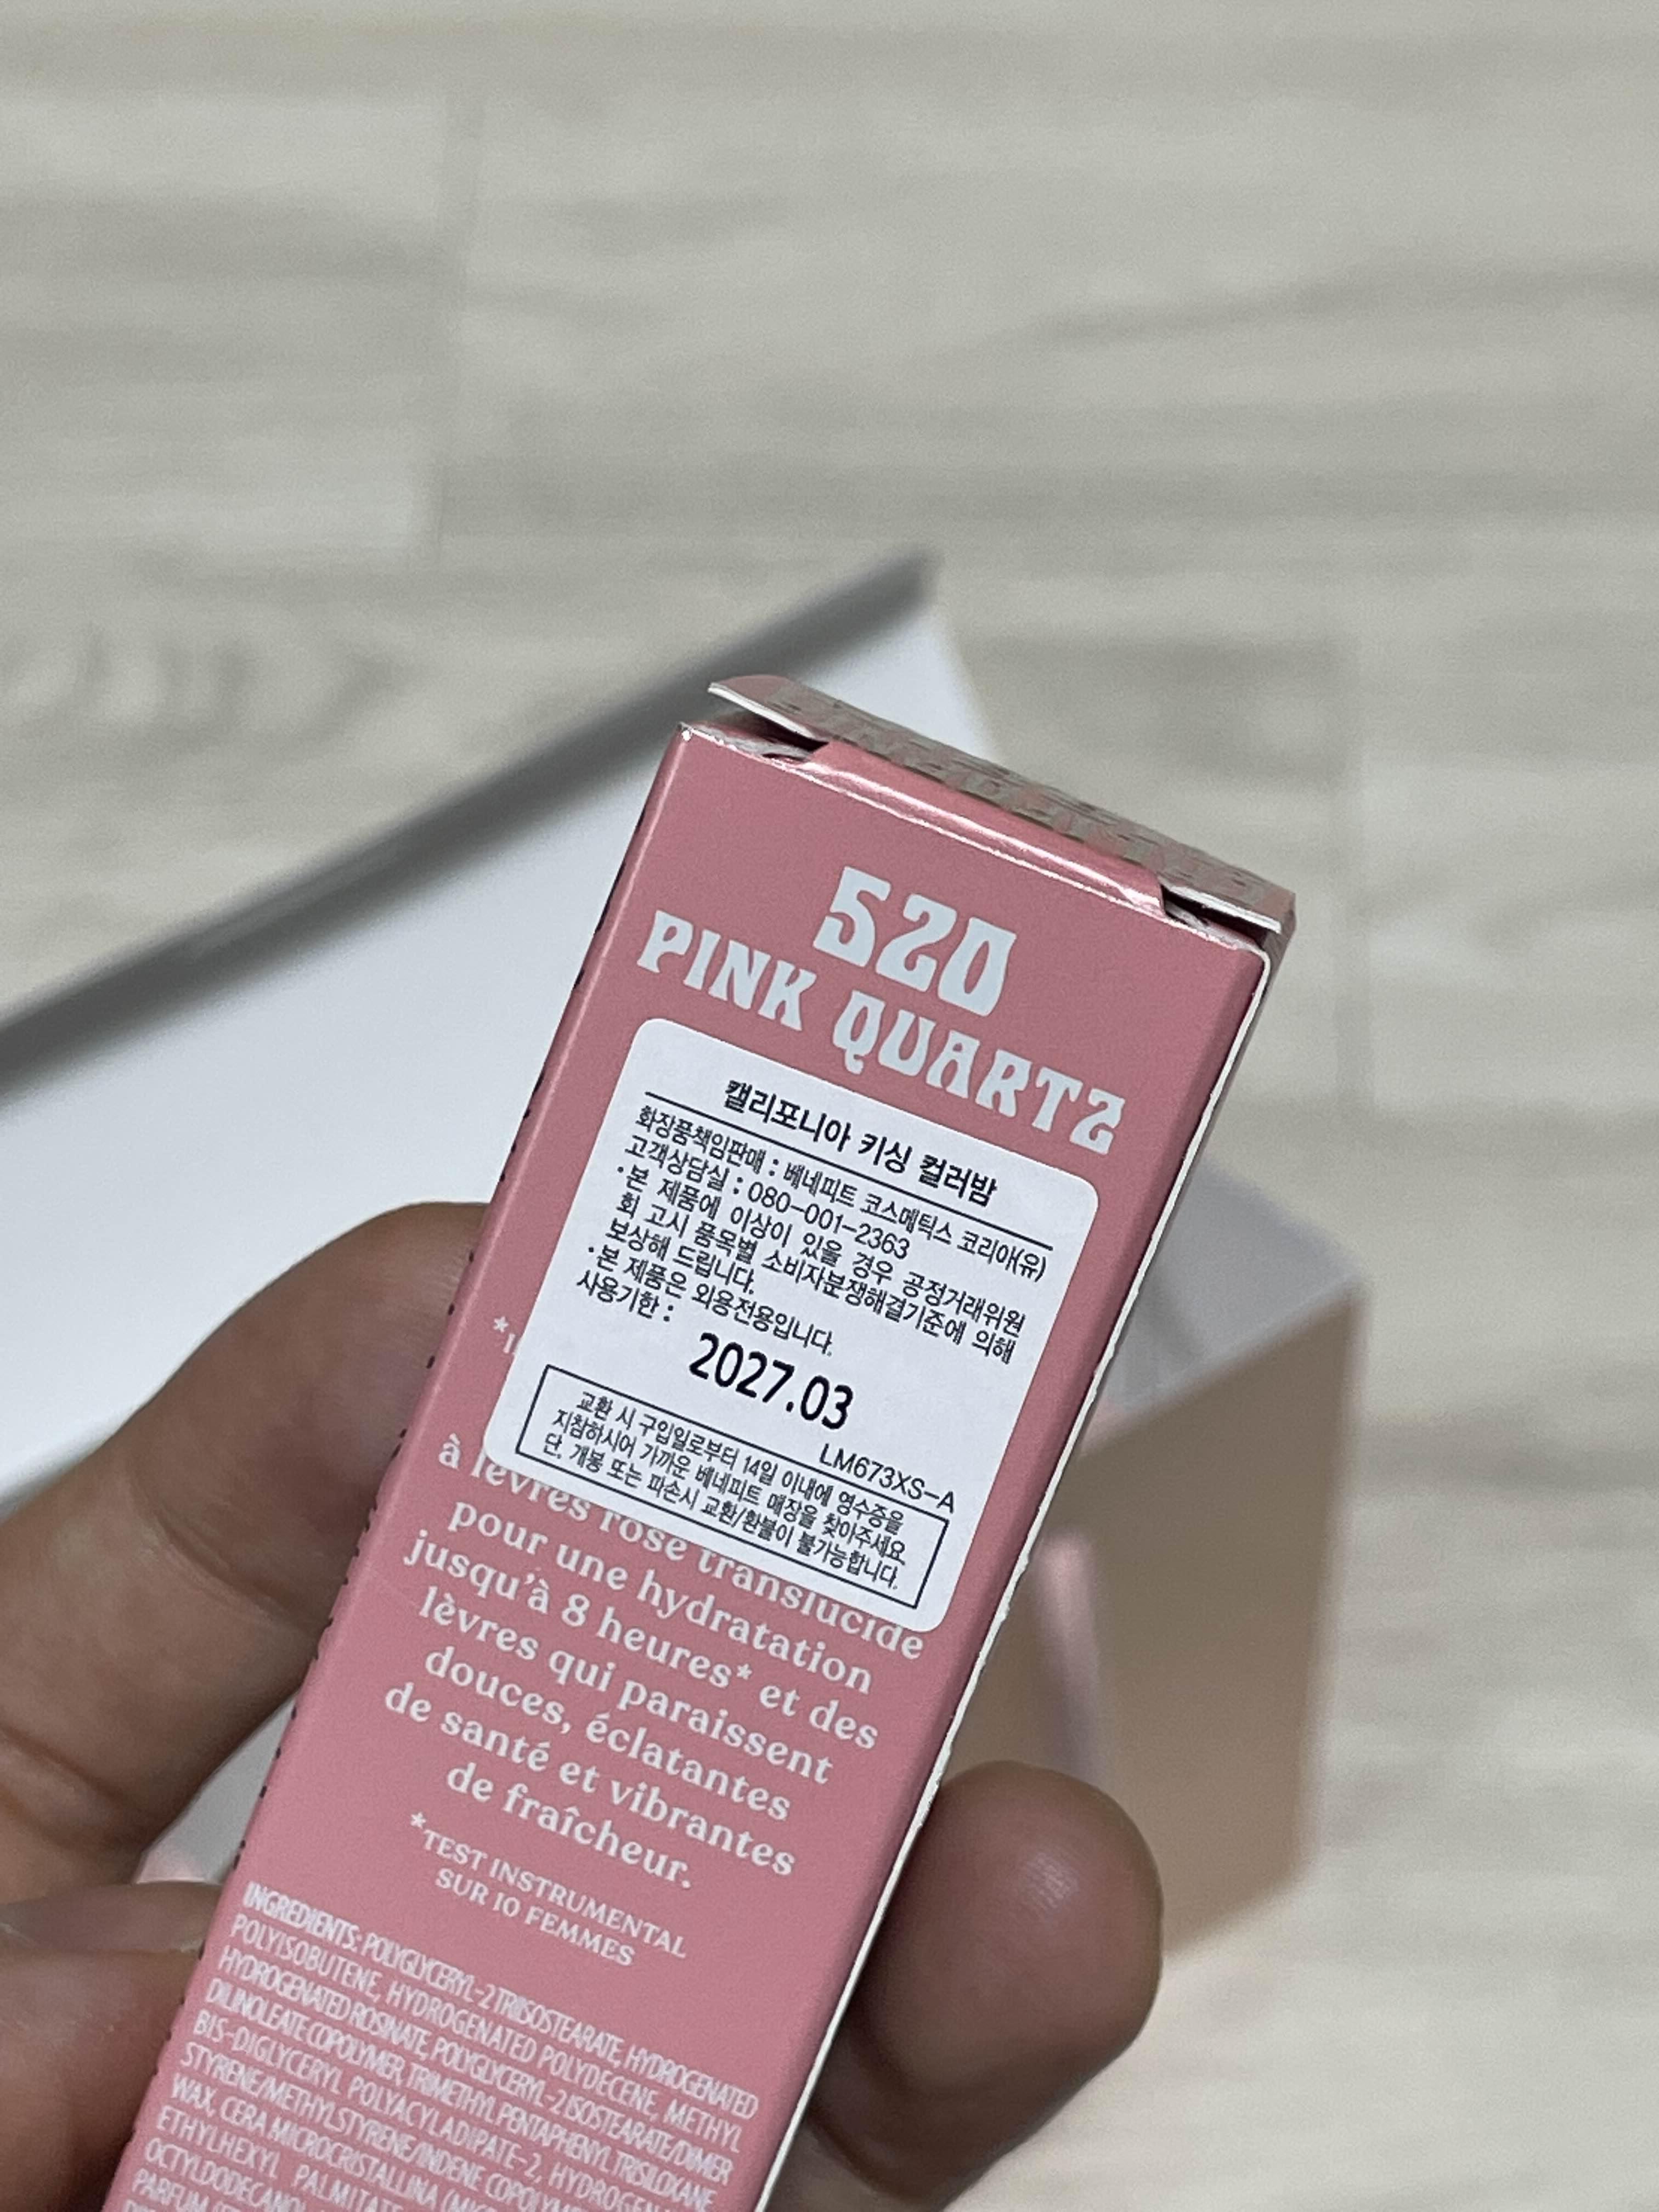 520
PINK QUARTZ
캘리포니아 키싱 컬러밤
화장품책임판매 : 베네피트 코스메틱스 코리아(유)
고객상담실 : 080-001-2363
·본 제품에 이상이 있을 경우 공정거래위원
회 고시 품목별 소비자분쟁해결기준에 의해
보상해 드립니다.
·본 제품은 외용전용입니다.
사용기한 :
2027.03
LM673XS-A
교환 시 구입일로부터 14일 이내에 영수증을
지참하시어 가까운 베네피트 매장을 찾아주세요.
단, 개봉 또는 파손시 교환/환불이 불가능합니다.
à lèvres rose translucide
pour une hydratation
jusqu'à 8 heures* et des
lèvres qui paraissent
douces, éclatantes
de santé et vibrantes
de fraîcheur.
*TEST INSTRUMENTAL
SUR 10 FEMMES
INGREDIENTS: POLYGLYCERYL-2 TRIISOSTEARATE, HYDROGENATED
POLYISOBUTENE, HYDROGENATED POLYDECENE, METHYL
HYDROGENATED ROSINATE, POLYGLYCERYL-2 ISOSTEARATE/DIMER
DILINOLEATE COPOLYMER, TRIMETHYL PENTAPHENYL TRISILOXANE,
BIS-DIGLYCERYL POLYACYLADIPATE-2, HYDROGENATED
STYRENE/METHYLSTYRENE/INDENE COPOLYMER
WAX, CERA MICROCRISTALLINA
ETHYLHEXYL PALMITATE
PARFUM